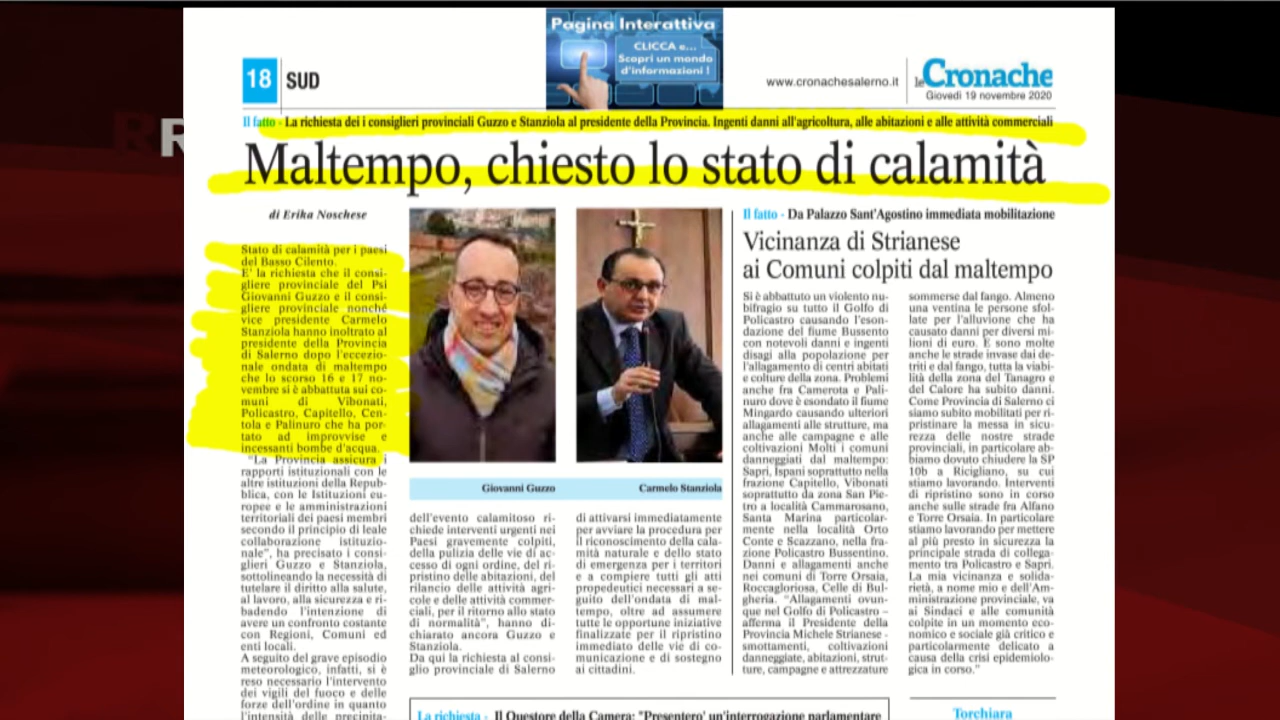 Pagina Interattiva
CLICCA e...
Scopri un mondo
d'informazioni !
18 SUD
www.cronachesalerno.it
le Cronache
Giovedì 19 novembre 2020
Il fatto - La richiesta dei i consiglieri provinciali Guzzo e Stanziola al presidente della Provincia. Ingenti danni all'agricoltura, alle abitazioni e alle attività commerciali
Maltempo, chiesto lo stato di calamità
di Erika Noschese
Stato di calamità per i paesi
del Basso Cilento.
E' la richiesta che il consi-
gliere provinciale del Psi
Giovanni Guzzo e il consi-
gliere provinciale nonché
vice presidente Carmelo
Stanziola hanno inoltrato al
presidente della Provincia
di Salerno dopo l'eccezio-
nale ondata di maltempo
che lo scorso 16 e 17 no-
vembre si è abbattuta sui co-
muni di Vibonati,
Policastro, Capitello, Cen-
tola e Palinuro che ha por-
tato ad improvvise e
incessanti bombe d'acqua.
"La Provincia assicura i
rapporti istituzionali con le
altre istituzioni della Repub-
blica, con le Istituzioni eu-
ropee e le amministrazioni
territoriali dei paesi membri
secondo il principio di leale
collaborazione istituzio-
nale", ha precisato i consi-
glieri Guzzo e Stanziola,
sottolineando la necessità di
tutelare il diritto alla salute,
al lavoro, alla sicurezza e ri-
badendo l'intenzione di
avere un confronto costante
con Regioni, Comuni ed
enti locali.
A seguito del grave episodio
meteorologico, infatti, si è
reso necessario l'intervento
dei vigili del fuoco e delle
forze dell'ordine in quanto
l'intensità delle precipita-
Giovanni Guzzo
Carmelo Stanziola
dell'evento calamitoso ri-
chiede interventi urgenti nei
Paesi gravemente colpiti,
della pulizia delle vie di ac-
cesso di ogni ordine, del ri-
pristino delle abitazioni, del
rilancio delle attività agri-
cole e delle attività commer-
ciali, per il ritorno allo stato
di normalità", hanno di-
chiarato ancora Guzzo e
Stanziola.
Da qui la richiesta al consi-
glio provinciale di Salerno
di attivarsi immediatamente
per avviare la procedura per
il riconoscimento della cala-
mità naturale e dello stato
di emergenza per i territori
e a compiere tutti gli atti
propedeutici necessari a se-
guito dell'ondata di mal-
tempo, oltre ad assumere
tutte le opportune iniziative
finalizzate per il ripristino
immediato delle vie di co-
municazione e di sostegno
ai cittadini.
Il fatto - Da Palazzo Sant'Agostino immediata mobilitazione
Vicinanza di Strianese
ai Comuni colpiti dal maltempo
Si è abbattuto un violento nu-
bifragio su tutto il Golfo di
Policastro causando l'eson-
dazione del fiume Bussento
con notevoli danni e ingenti
disagi alla popolazione per
l'allagamento di centri abitati
e colture della zona. Problemi
anche fra Camerota e Pali-
nuro dove è esondato il fiume
Mingardo causando ulteriori
allagamenti alle strutture, ma
anche alle campagne e alle
coltivazioni Molti i comuni
danneggiati dal maltempo:
Sapri, Ispani soprattutto nella
frazione Capitello, Vibonati
soprattutto da zona San Pie-
tro a località Cammarosano,
Santa Marina particolar-
mente nella località Orto
Conte e Scazzano, nella fra-
zione Policastro Bussentino.
Danni e allagamenti anche
nei comuni di Torre Orsaia,
Roccagloriosa, Celle di Bul-
gheria. "Allagamenti ovun-
que nel Golfo di Policastro –
afferma il Presidente della
Provincia Michele Strianese -
smottamenti, coltivazioni
danneggiate, abitazioni, strut-
ture, campagne e attrezzature
sommerse dal fango. Almeno
una ventina le persone sfol-
late per l'alluvione che ha
causato danni per diversi mi-
lioni di euro. E sono molte
anche le strade invase dai de-
triti e dal fango, tutta la viabi-
lità della zona del Tanagro e
del Calore ha subito danni.
Come Provincia di Salerno ci
siamo subito mobilitati per ri-
pristinare la messa in sicu-
rezza delle nostre strade
provinciali, in particolare ab-
biamo dovuto chiudere la SP
10b a Ricigliano, su cui
stiamo lavorando. Interventi
di ripristino sono in corso
anche sulle strade fra Alfano
e Torre Orsaia. In particolare
stiamo lavorando per mettere
al più presto in sicurezza la
principale strada di collega-
mento tra Policastro e Sapri.
La mia vicinanza e solida-
rietà, a nome mio e dell'Am-
ministrazione provinciale, va
ai Sindaci e alle comunità
colpite in un momento eco-
nomico e sociale già critico e
particolarmente delicato a
causa della crisi epidemiolo-
gica in corso."
La richiesta - Il Questore della Camera: "Presentero' un'interrogazione parlamentare
Torchiara